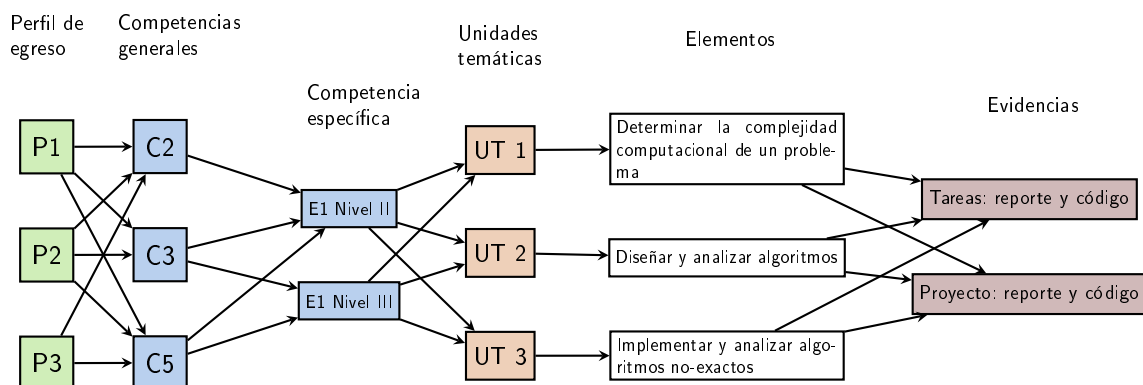 Perfil de
egreso
Competencias
generales
Competencia
específica
Unidades
temáticas
Elementos
Evidencias
P1
P2
P3
C2
C3
C5
E1 Nivel II
E1 Nivel III
UT 1
UT 2
UT 3
Determinar la complejidad
computacional de un proble-
ma
Diseñar y analizar algoritmos
Implementar y analizar algo-
ritmos no-exactos
Tareas: reporte y código
Proyecto: reporte y código